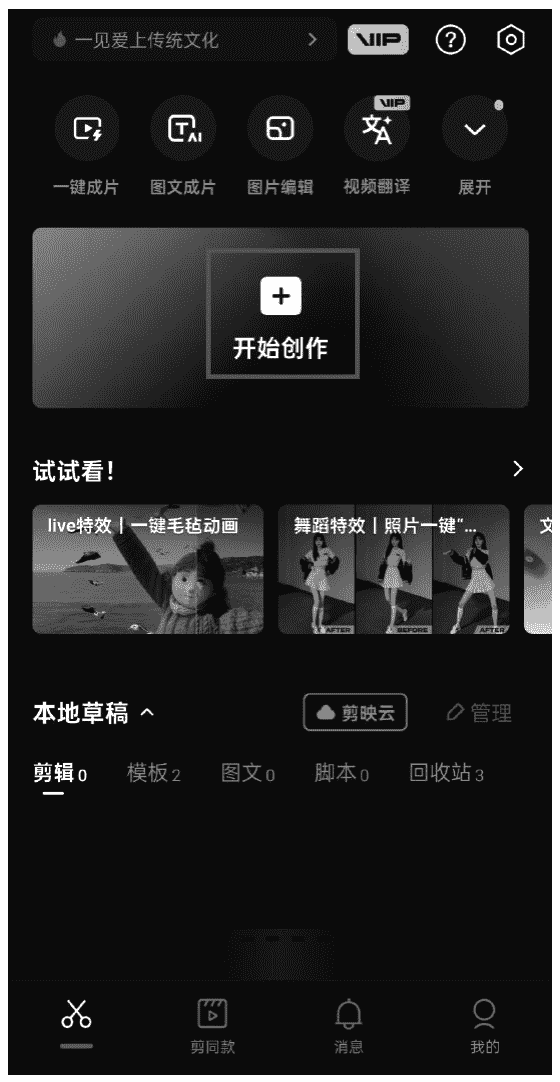 一见爱上传统文化
VIP
VIP
一键成片 图文成片 图片编辑 视频翻译 展开
开始创作
试试看!
live特效 | 一键毛毡动画
舞蹈特效 | 照片一键"...
文
AFTER BEFORE AFTER
本地草稿 剪映云 管理
剪辑 0 模板 2 图文 0 脚本 0 回收站 3
剪同款 消息 我的